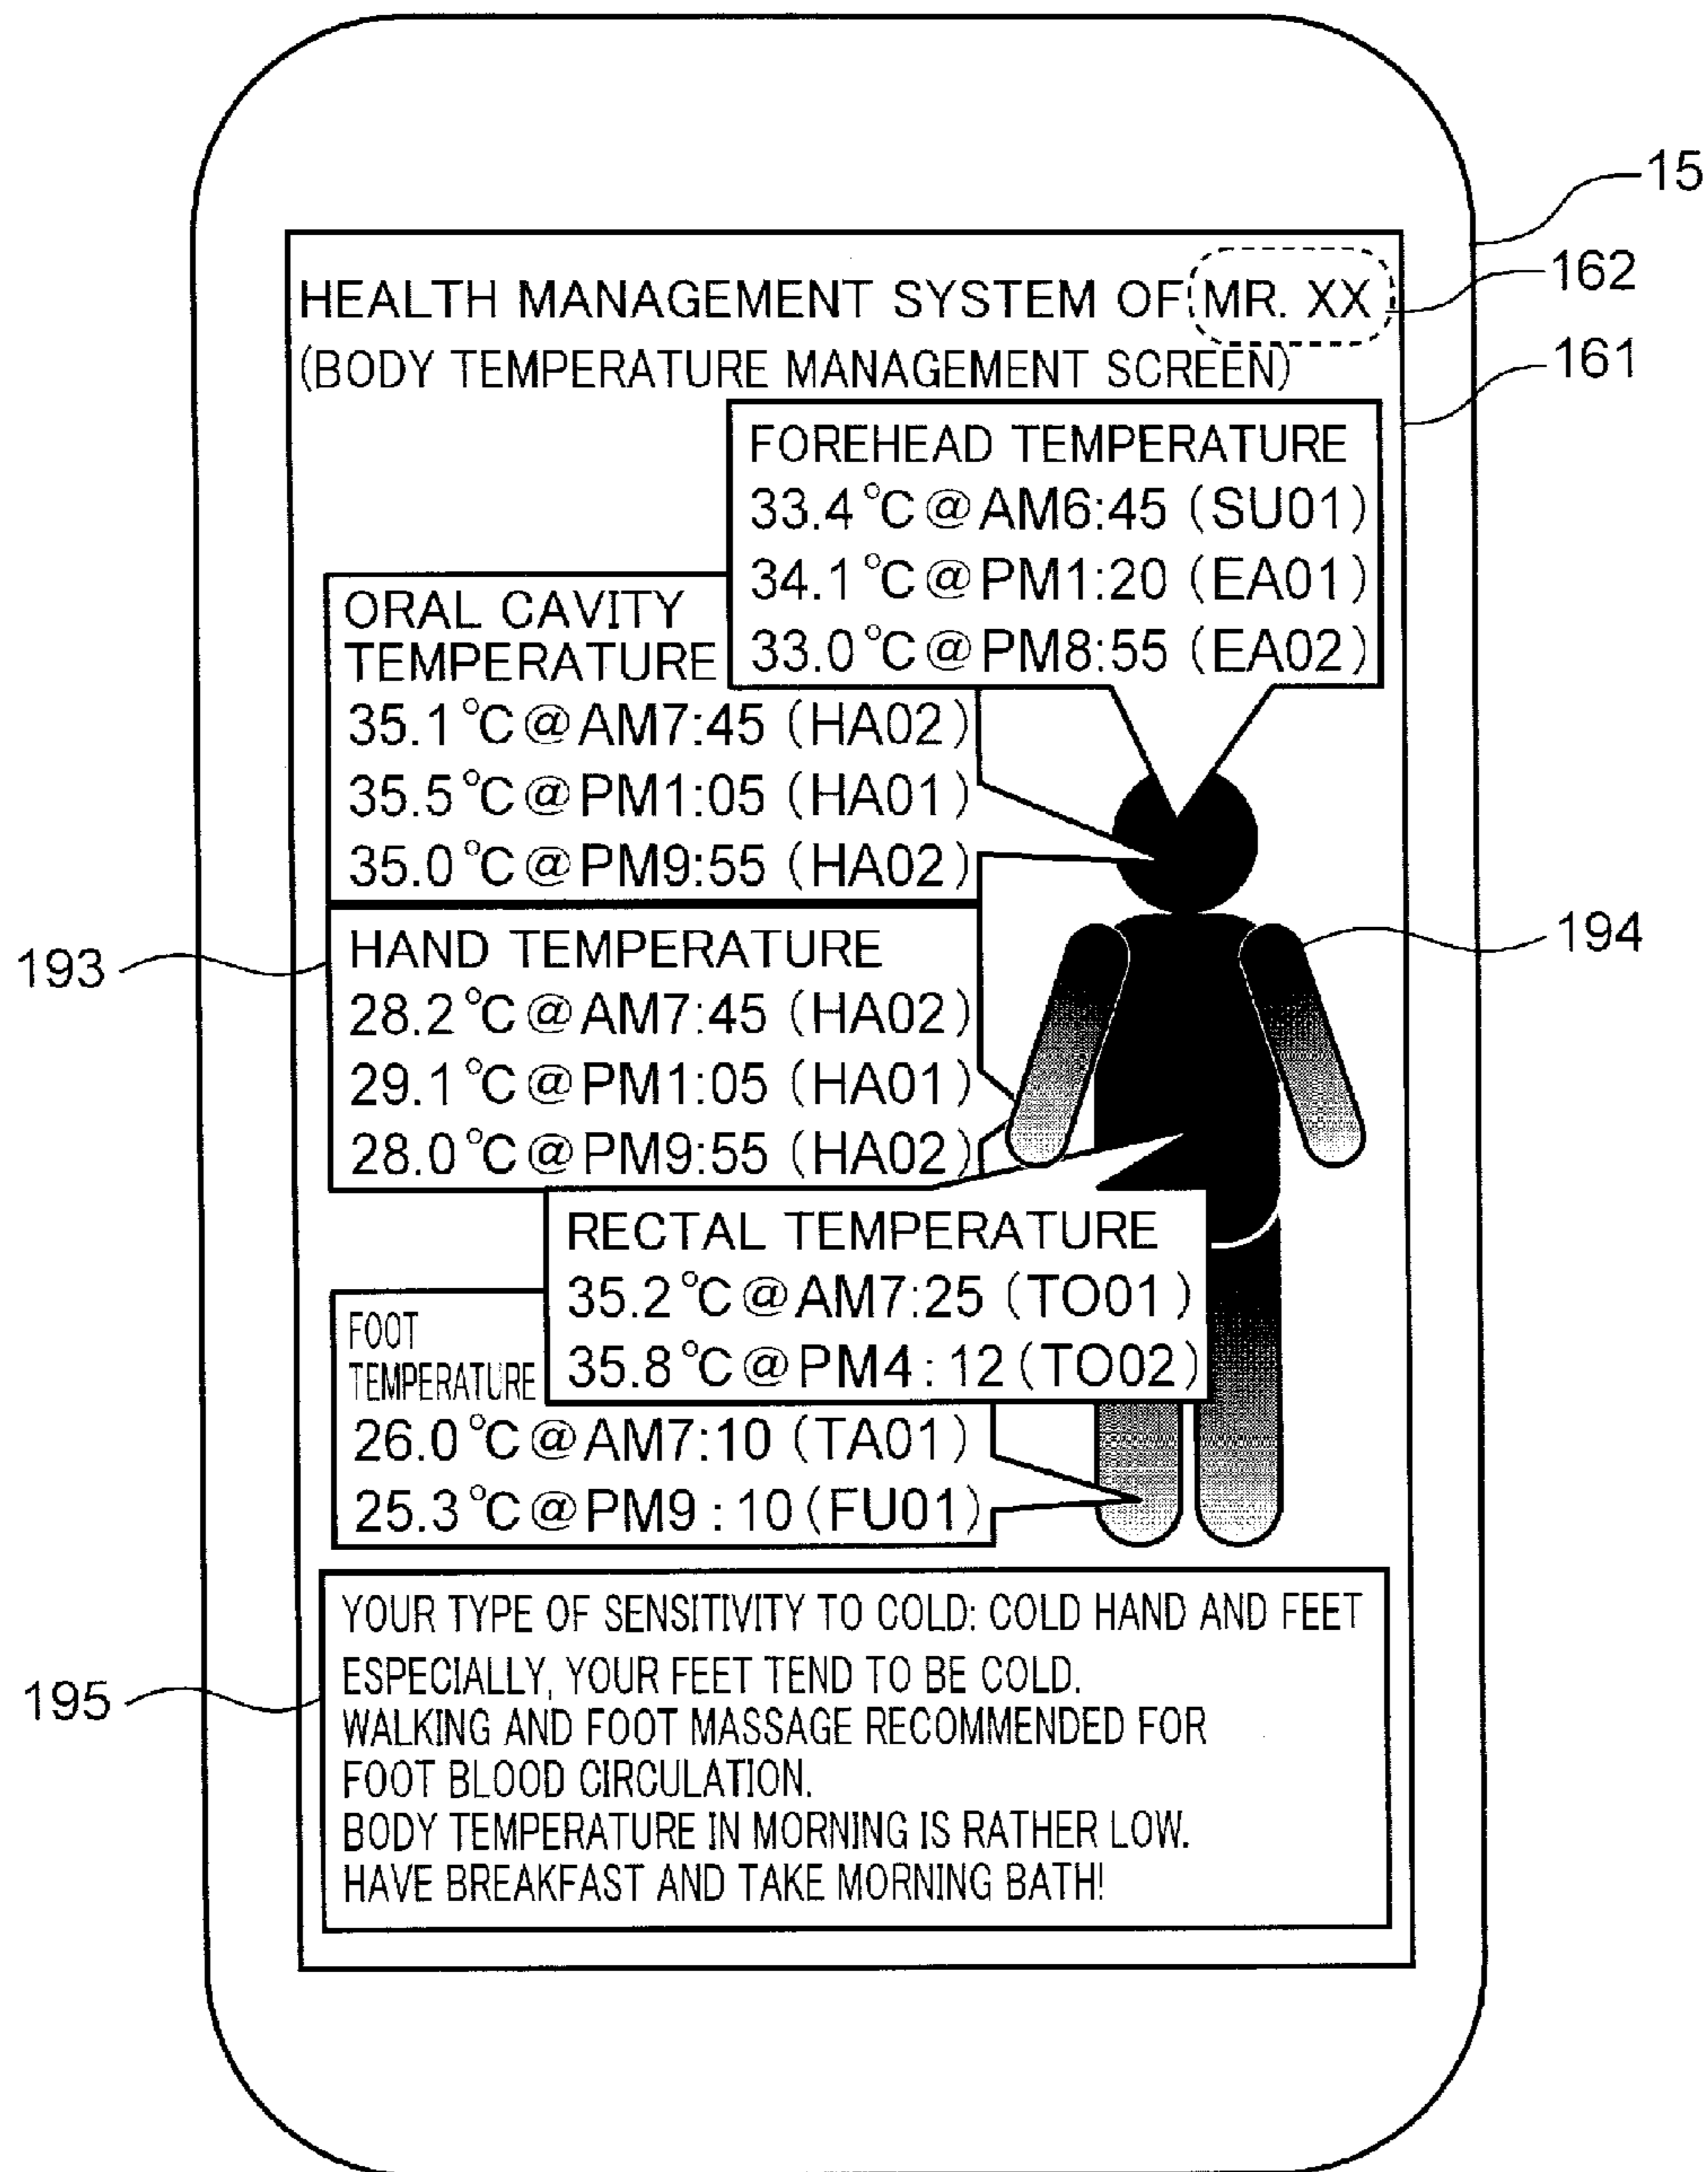 15
162
161
HEALTH MANAGEMENT SYSTEM OF MR. XX
(BODY TEMPERATURE MANAGEMENT SCREEN)
FOREHEAD TEMPERATURE
33.4℃@AM6:45 (SU01)
34.1℃@PM1:20 (EA01)
33.0℃@PM8:55 (EA02)
ORAL CAVITY
TEMPERATURE
35.1℃@AM7:45 (HA02)
35.5℃@PM1:05 (HA01)
35.0℃@PM9:55 (HA02)
193
194
HAND TEMPERATURE
28.2℃@AM7:45 (HA02)
29.1℃@PM1:05 (HA01)
28.0℃@PM9:55 (HA02)
RECTAL TEMPERATURE
35.2℃@AM7:25 (TO01)
35.8℃@PM4:12 (TO02)
FOOT
TEMPERATURE
26.0℃@AM7:10 (TA01)
25.3℃@PM9:10 (FU01)
195
YOUR TYPE OF SENSITIVITY TO COLD: COLD HAND AND FEET
ESPECIALLY, YOUR FEET TEND TO BE COLD.
WALKING AND FOOT MASSAGE RECOMMENDED FOR
FOOT BLOOD CIRCULATION.
BODY TEMPERATURE IN MORNING IS RATHER LOW.
HAVE BREAKFAST AND TAKE MORNING BATH!